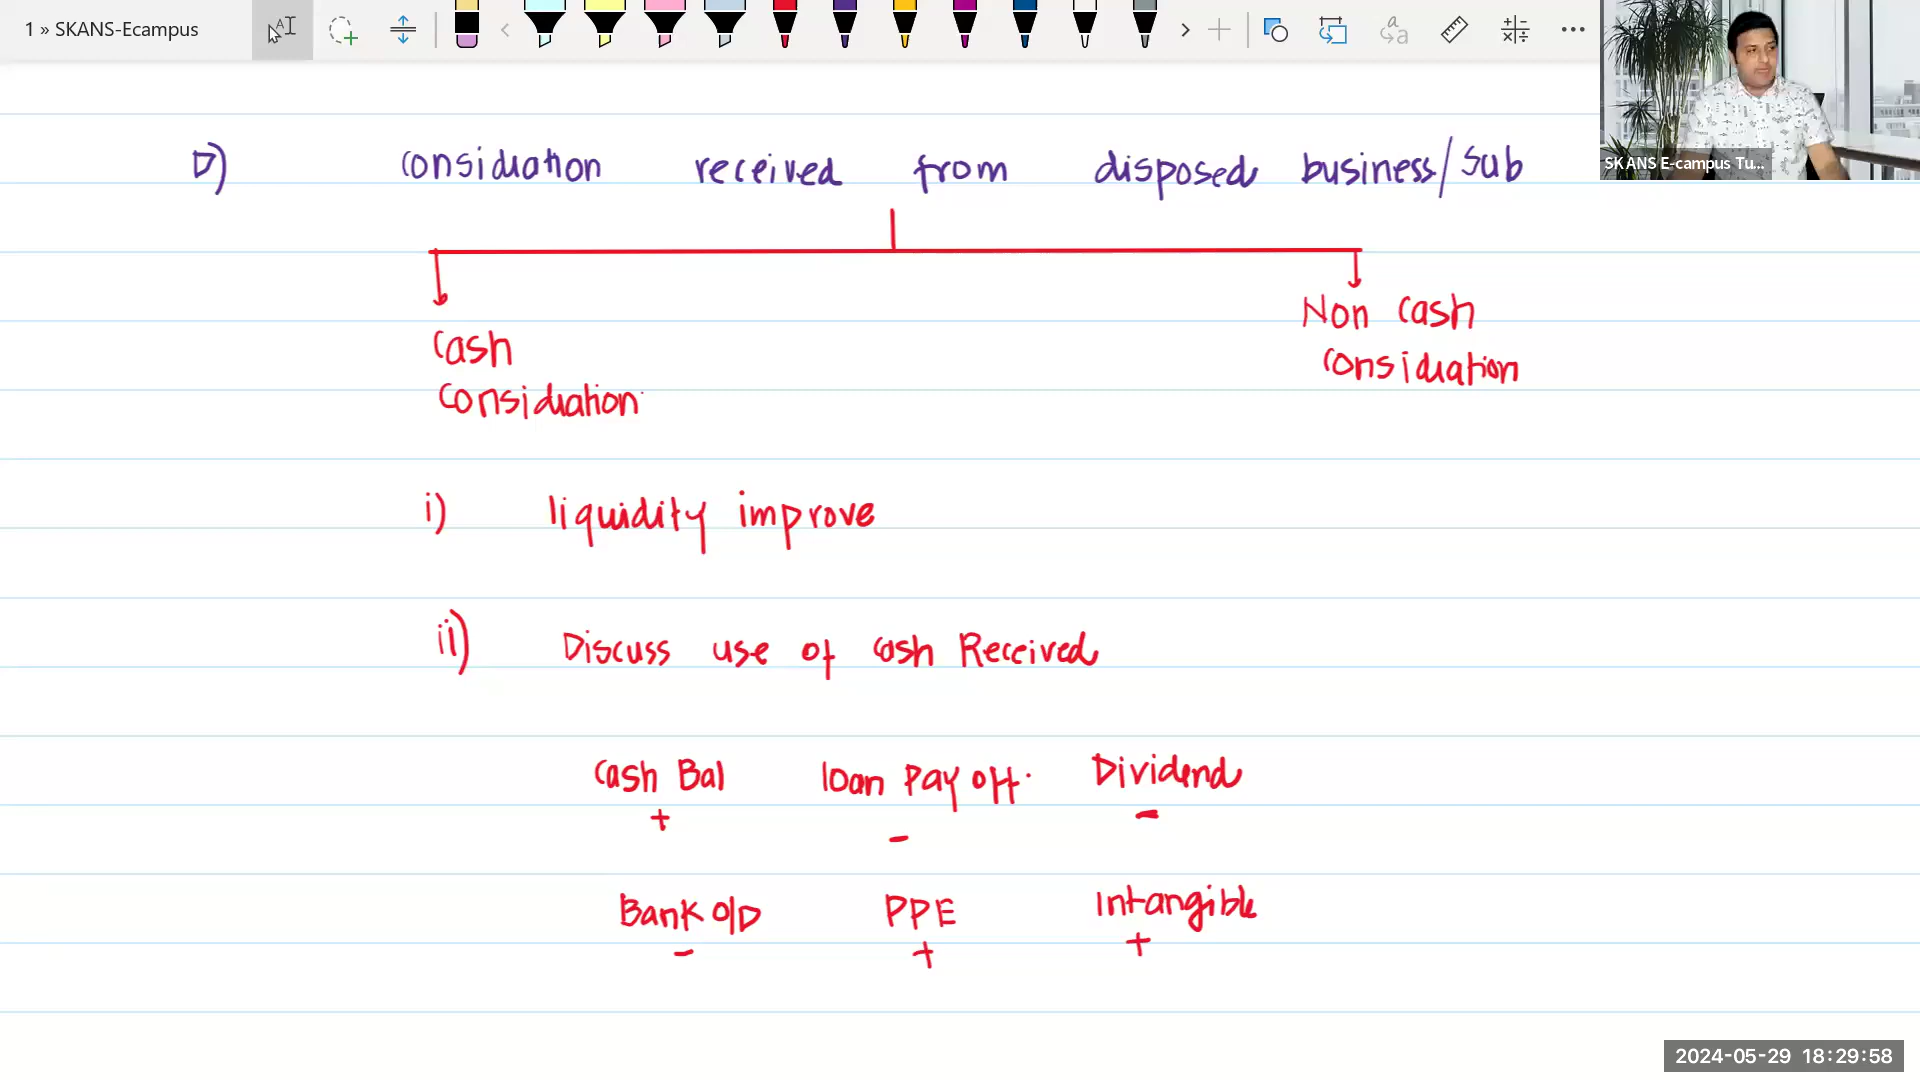 1 » SKANS-Ecampus
SKANS E-campus Tu...
D) consideration received from disposed business/sub
Cash
consideration
Non Cash
consideration
i) liquidity improve
ii) Discuss use of cash Received
Cash Bal loan Pay off. Dividend
+ - -
Bank O/D PPE Intangible
- + +
2024-05-29 18:29:58